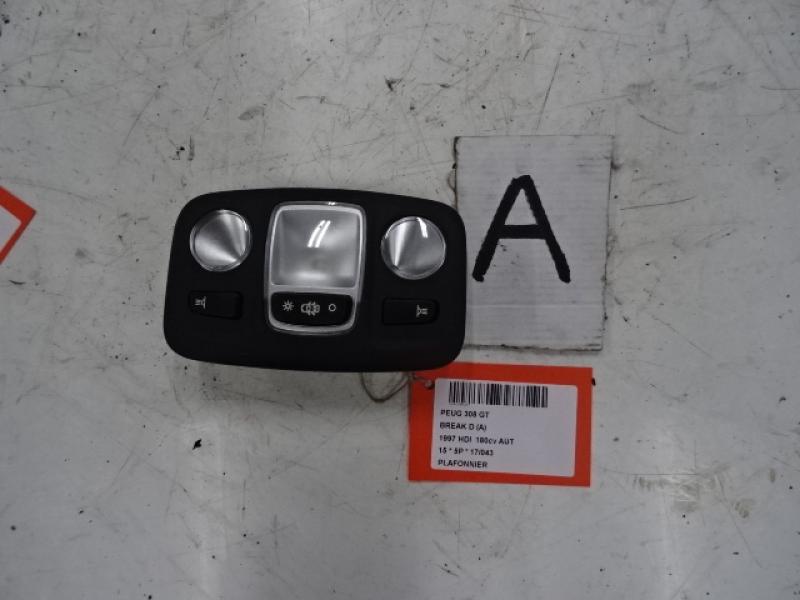 A
PEUG 308 GT
BREAK D (A)
1997 HDI 180cv AUT
15 * 5P * 17/043
PLAFONNIER